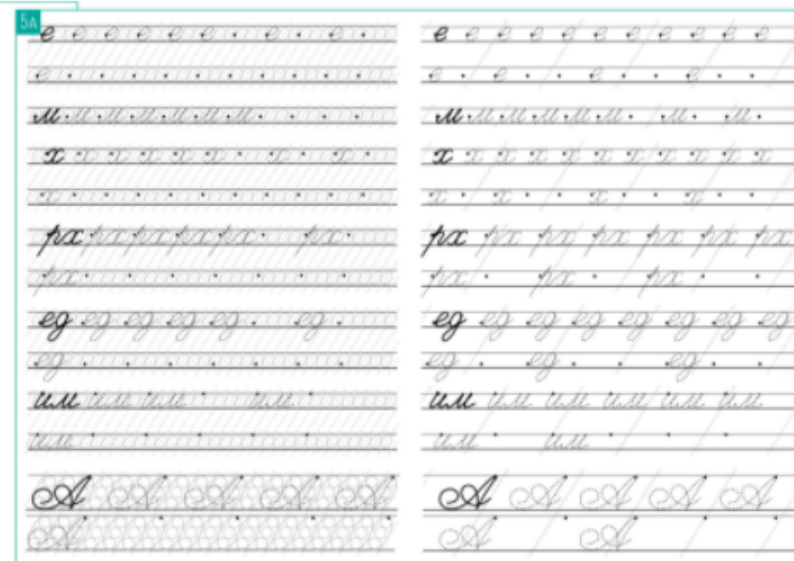 5А
е е е е е е е е
е
м м м м м м м
х х х х х х х х х
х
рх рх рх рх рх рх
рх
ед ед ед ед ед ед
ед
им им им им
им
А А А А А
А
е е е е е е е е е е е
е е е
м м м м м м м м
х х х х х х х х х х х
х х х х
рх рх рх рх рх рх рх
рх рх рх
ед ед ед ед ед ед ед ед
ед ед ед
им им им им им им
им им
А А А А А
А А